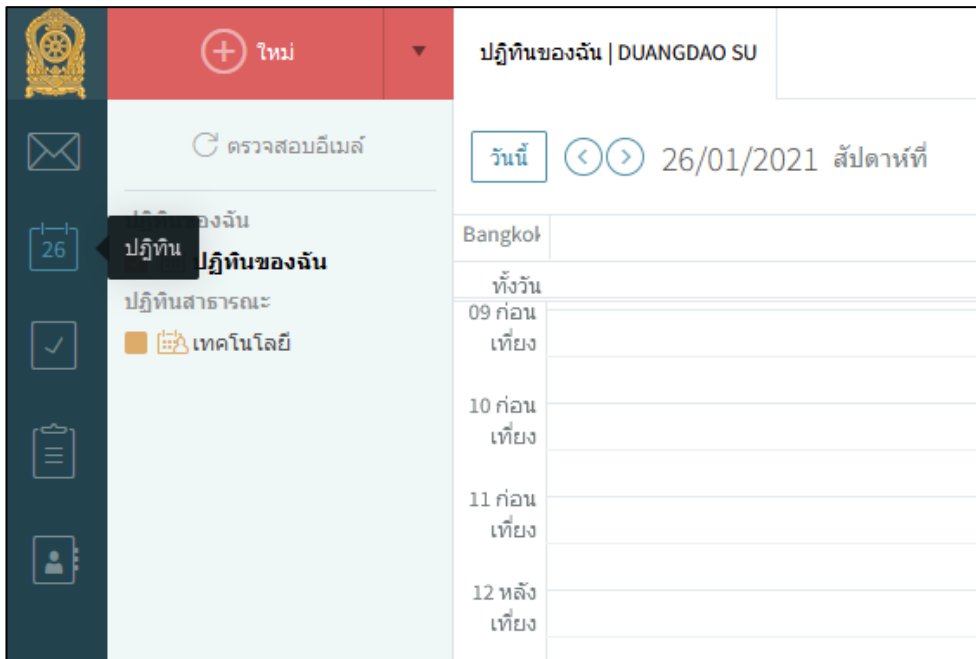 ใหม่
ปฏิทินของฉัน | DUANGDAO SU
ตรวจสอบอีเมล์
วันนี้
26/01/2021 สัปดาห์ที่
ของฉัน
26
ปฏิทิน
ปฏิทินของฉัน
ปฏิทินสาธารณะ
เทคโนโลยี
Bangkok
ทั้งวัน
09 ก่อน
เที่ยง
10 ก่อน
เที่ยง
11 ก่อน
เที่ยง
12 หลัง
เที่ยง